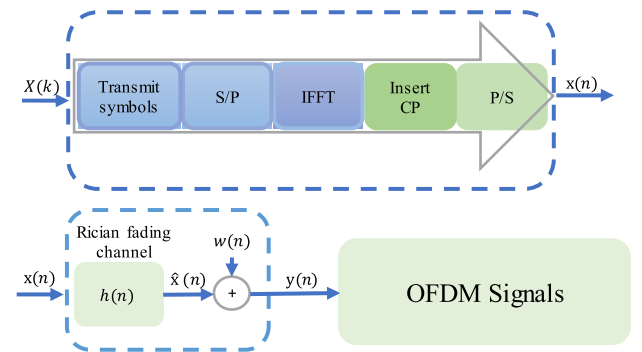 X(k)
Transmit
symbols
S/P
IFFT
Insert
CP
P/S
x(n)
Rician fading
channel
w(n)
x(n)
h(n)
x̂ (n)
+
y(n)
OFDM Signals